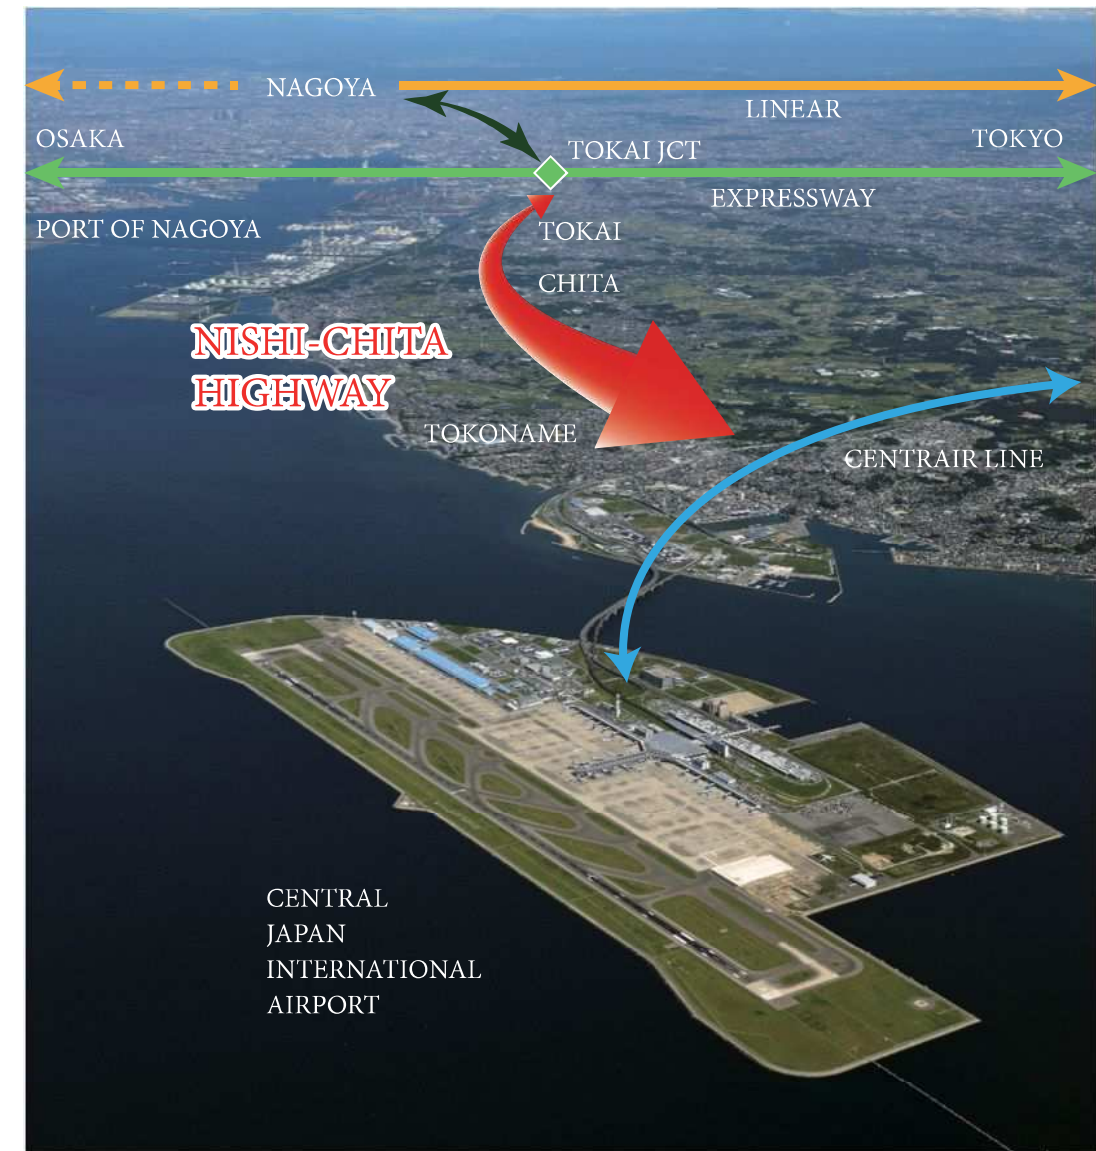 NAGOYA
LINEAR
OSAKA
TOKYO
TOKAI JCT
EXPRESSWAY
PORT OF NAGOYA
TOKAI
CHITA
NISHI-CHITA
HIGHWAY
TOKONAME
CENTRAIR LINE
CENTRAL
JAPAN
INTERNATIONAL
AIRPORT